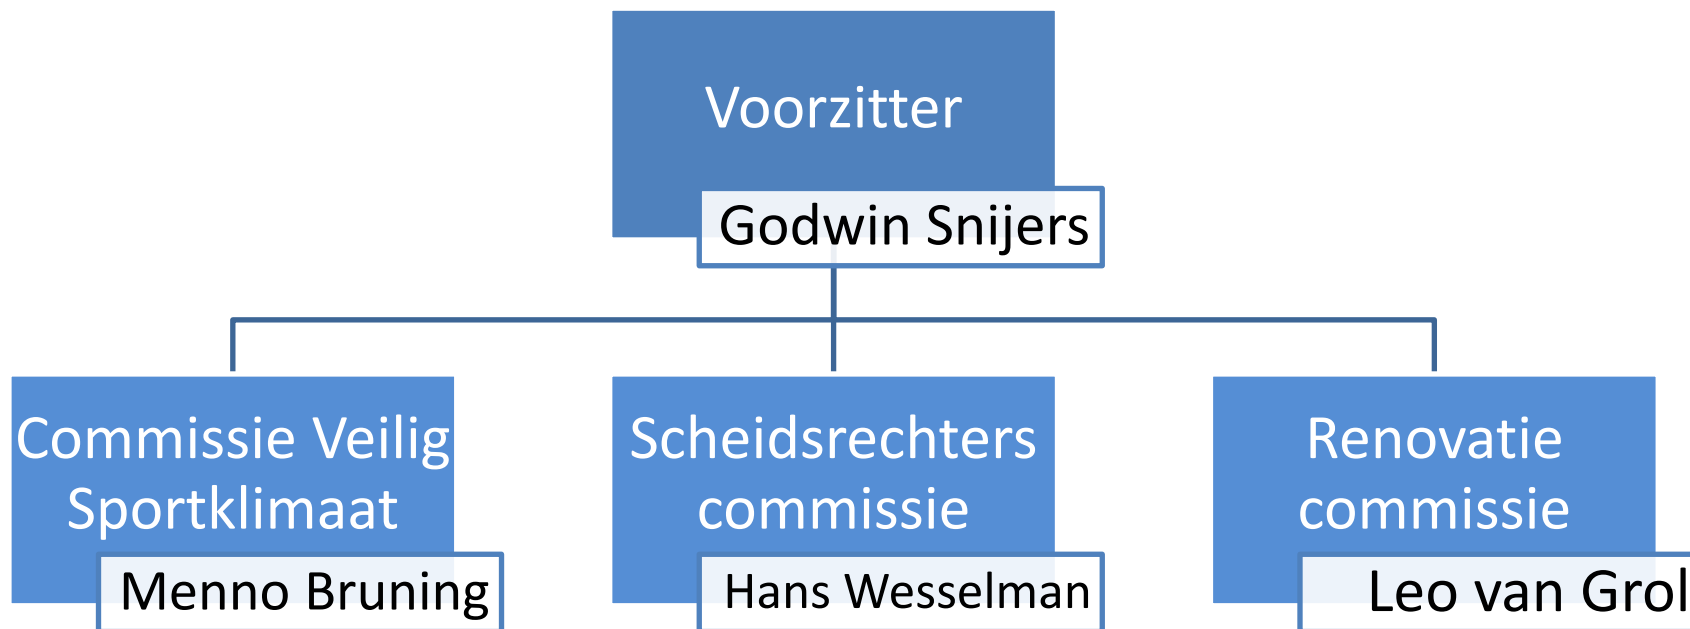 Voorzitter
Godwin Snijers
Commissie Veilig
Sportklimaat
Menno Bruning
Scheidsrechters
commissie
Hans Wesselman
Renovatie
commissie
Leo van Grol